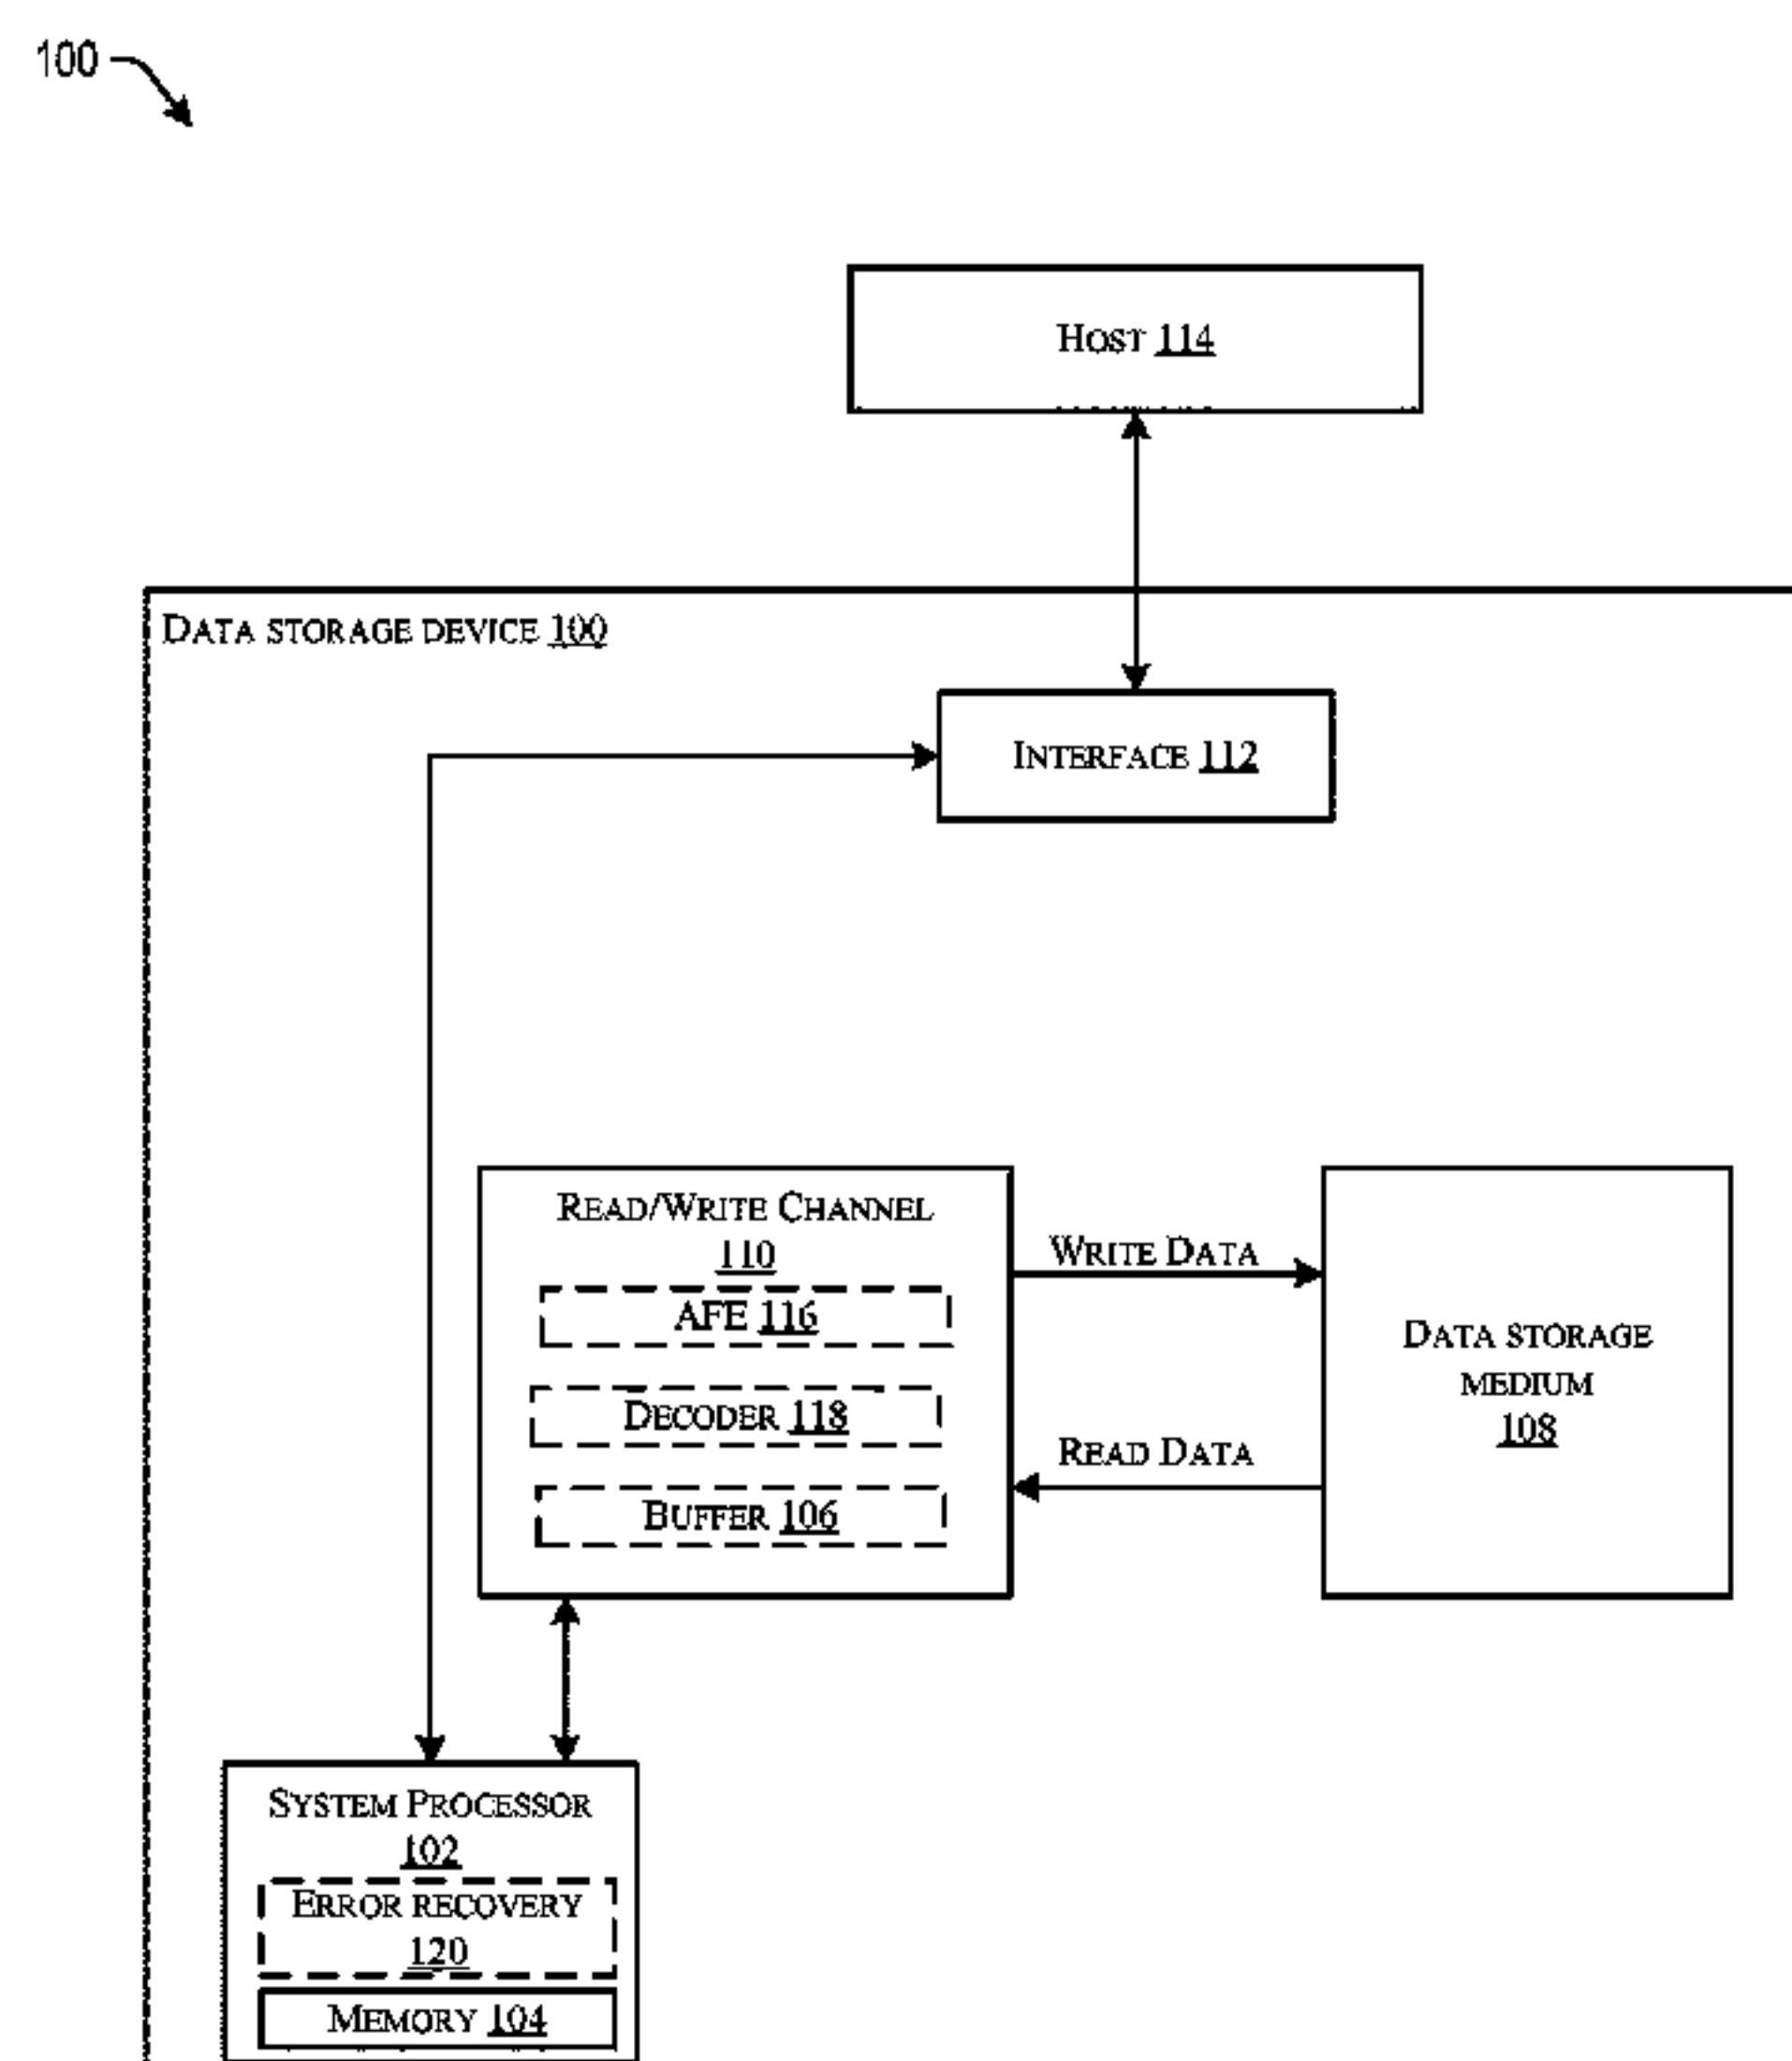 100
HOST 114
DATA STORAGE DEVICE 100
INTERFACE 112
READ/WRITE CHANNEL
110
AFE 116
DECODER 118
BUFFER 106
WRITE DATA
READ DATA
DATA STORAGE
MEDIUM
108
SYSTEM PROCESSOR
102
ERROR RECOVERY
120
MEMORY 104